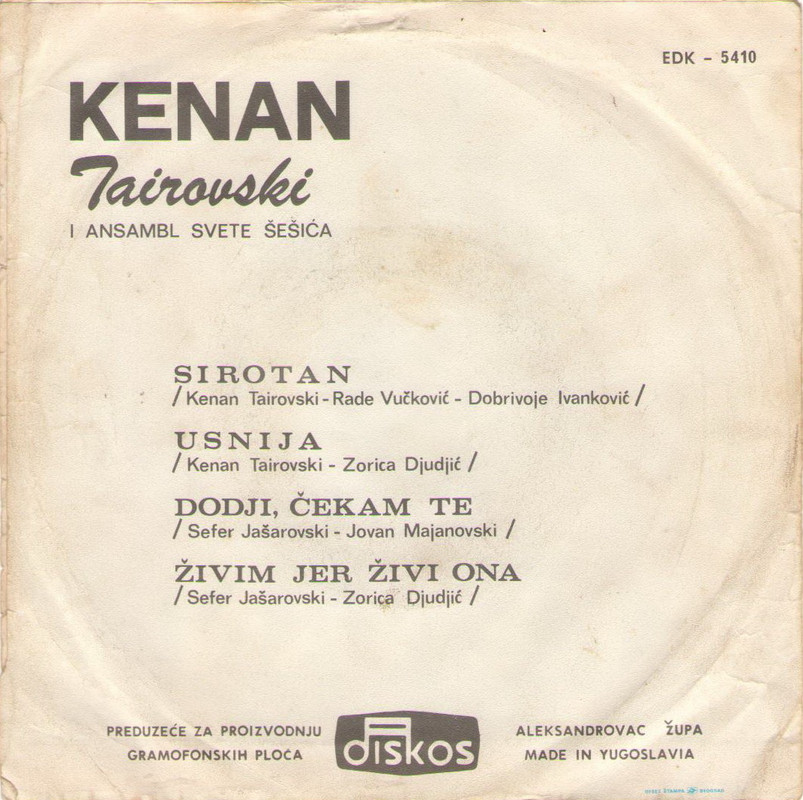 EDK - 5410
KENAN
Tairovski
I ANSAMBL SVETE ŠEŠIĆA
SIROTAN
/ Kenan Tairovski - Rade Vučković - Dobrivoje Ivanković /
USNIJA
/ Kenan Tairovski - Zorica Djudjić /
DODJI, ČEKAM TE
/ Sefer Jašarovski - Jovan Majanovski /
ŽIVIM JER ŽIVI ONA
/ Sefer Jašarovski - Zorica Djudjić /
PREDUZEĆE ZA PROIZVODNJU
GRAMOFONSKIH PLOČA
diskos
ALEKSANDROVAC ŽUPA
MADE IN YUGOSLAVIA
ŠTAMPA BEOGRAD